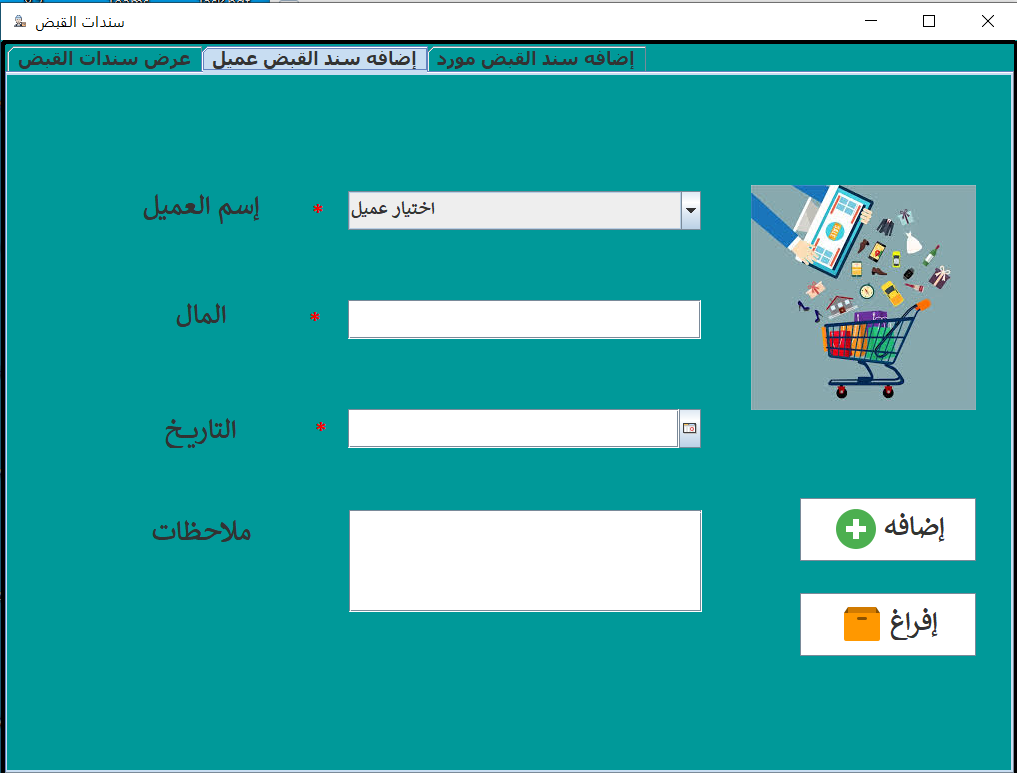 سندات القبض
عرض سندات القبض
إضافه سند القبض عميل
إضافه سند القبض مورد
إسم العميل
*
اختيار عميل
المال
*
التاريخ
*
ملاحظات
إضافه
إفراغ
SALE